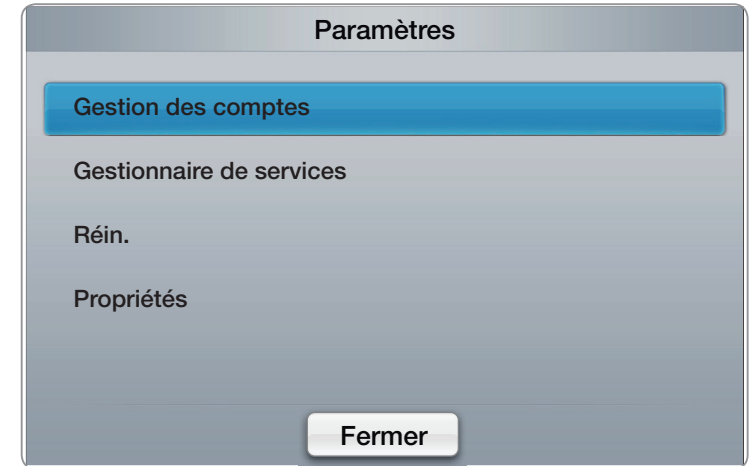 Paramètres
Gestion des comptes
Gestionnaire de services
Réin.
Propriétés
Fermer